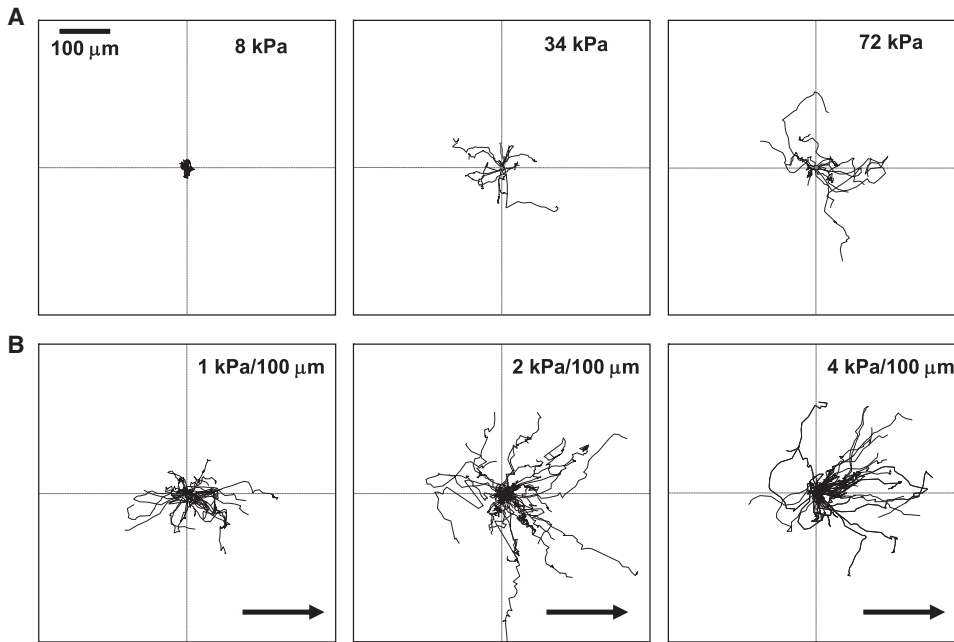 A
100 μm
8 kPa
34 kPa
72 kPa
B
1 kPa/100 μm
2 kPa/100 μm
4 kPa/100 μm